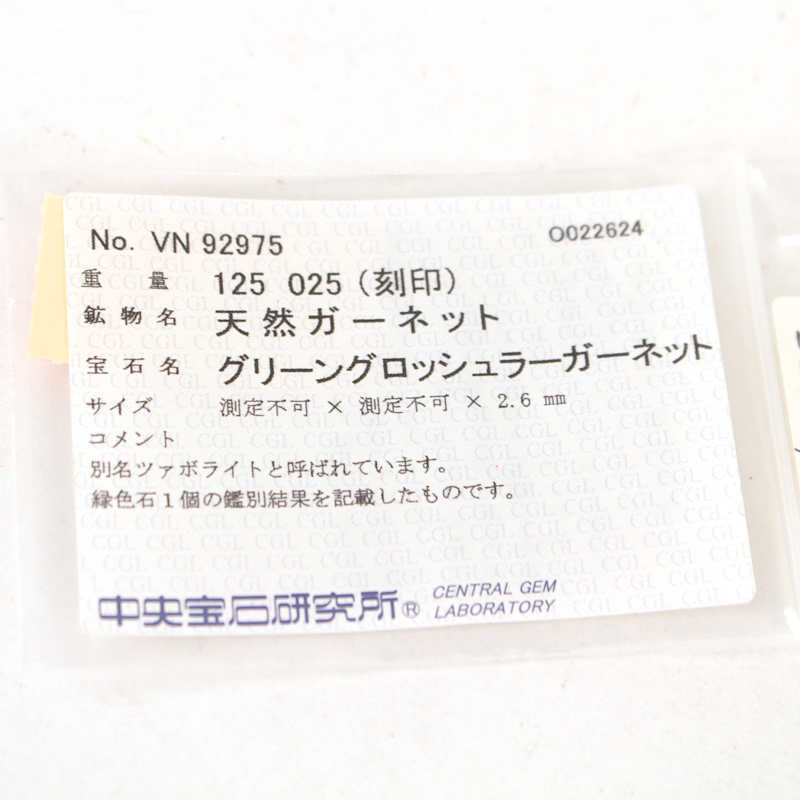 No. VN 92975 O022624
重量 125 025 (刻印)
鉱物名 天然ガーネット
宝石名 グリーングロッシュラーガーネット
サイズ 測定不可 × 測定不可 × 2.6 mm
コメント
別名ツァボライトと呼ばれています。
緑色石1個の鑑別結果を記載したものです。
中央宝石研究所® CENTRAL GEM
LABORATORY